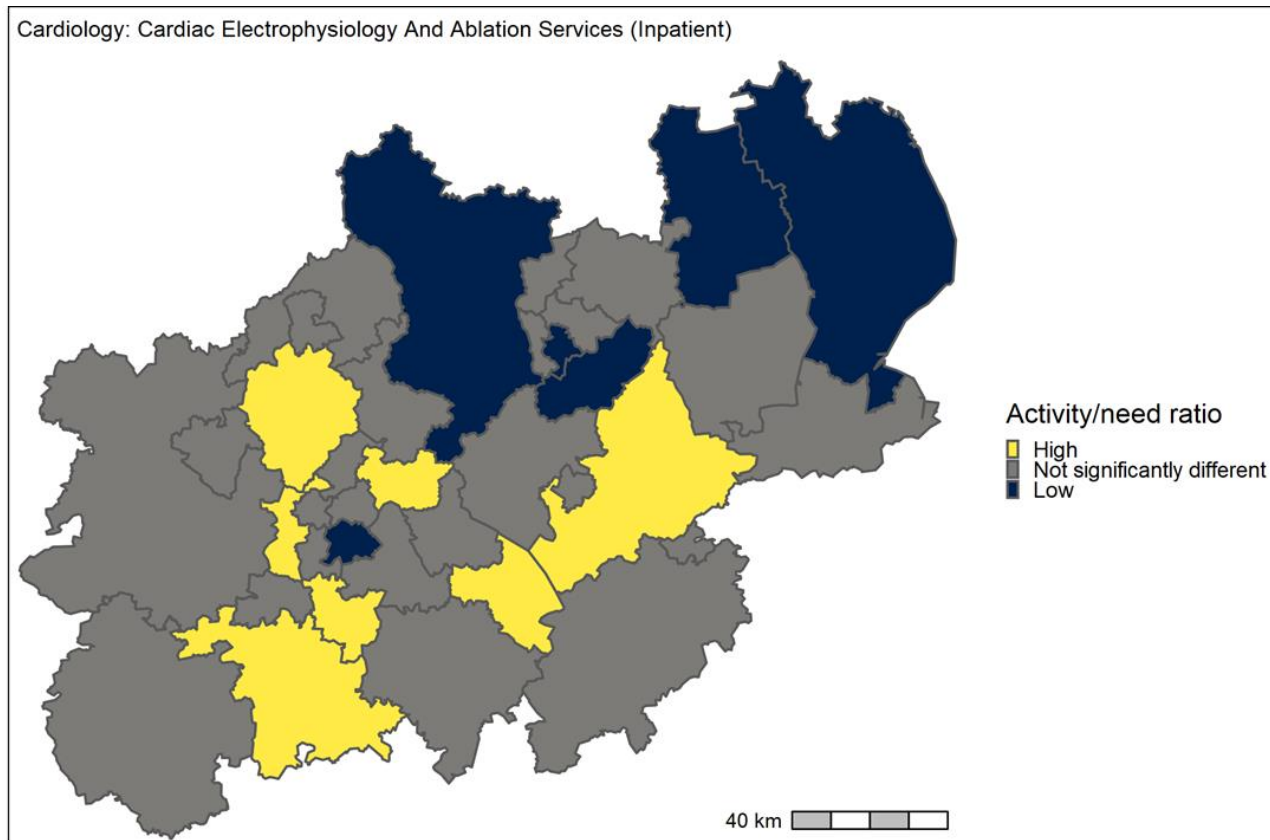 Cardiology: Cardiac Electrophysiology And Ablation Services (Inpatient)
Activity/need ratio
High
Not significantly different
Low
40 km